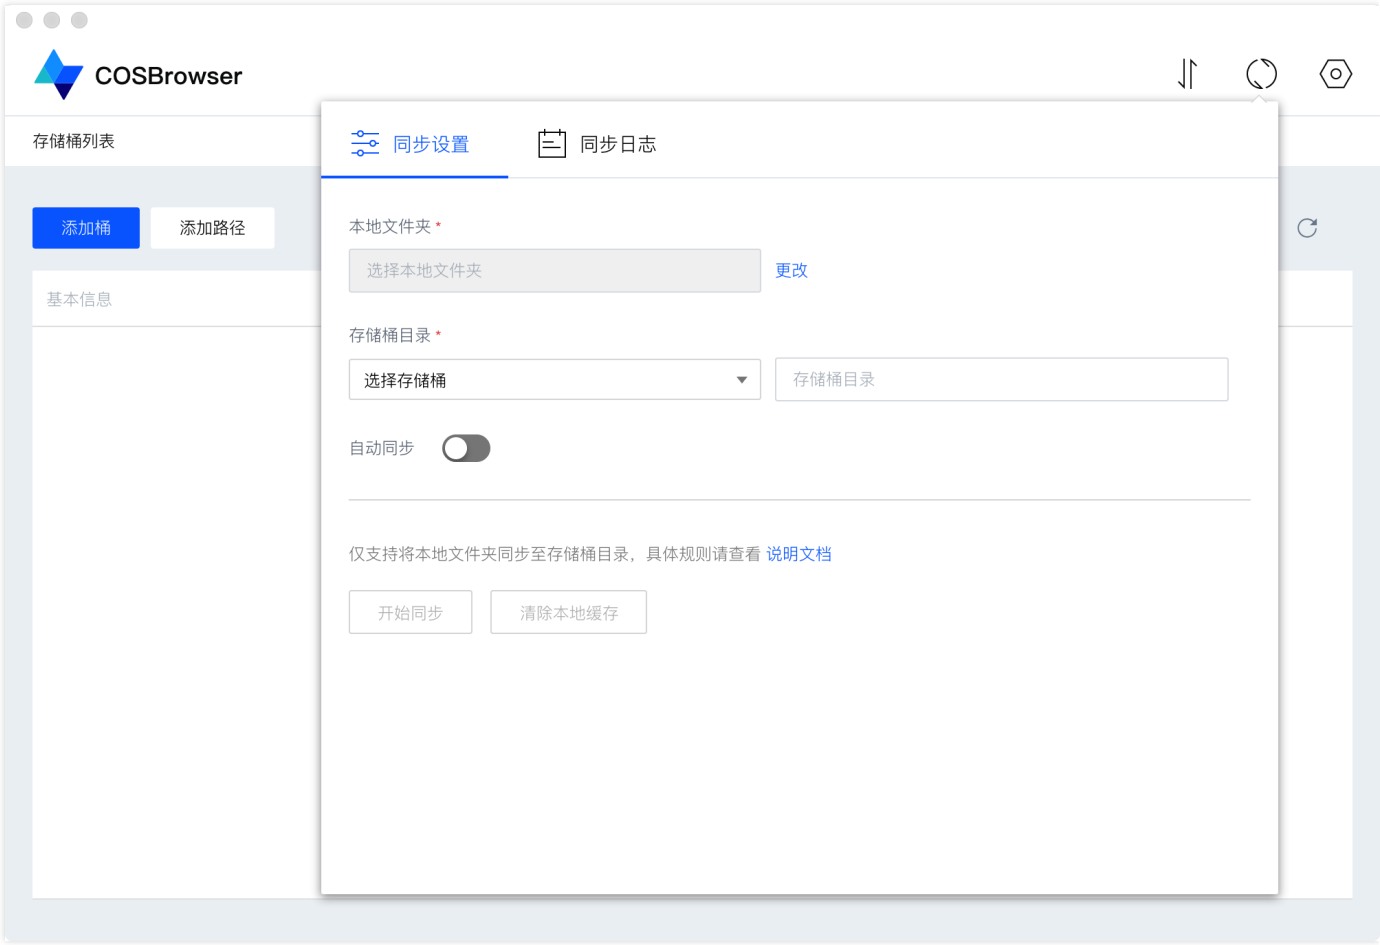 COSBrowser
存储桶列表
同步设置
同步日志
添加桶
添加路径
基本信息
本地文件夹 *
选择本地文件夹
更改
存储桶目录 *
选择存储桶
存储桶目录
自动同步
仅支持将本地文件夹同步至存储桶目录，具体规则请查看 说明文档
开始同步
清除本地缓存